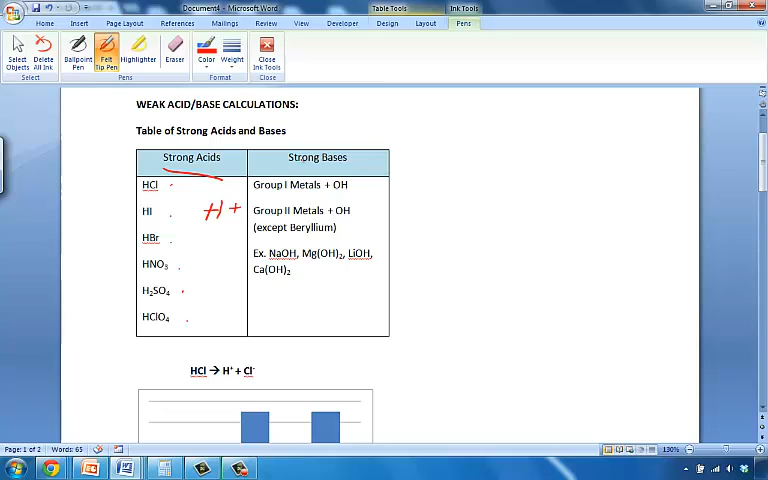 Document4 - Microsoft Word
Table Tools
Ink Tools
Home
Insert
Page Layout
References
Mailings
Review
View
Developer
Design
Layout
Pens
Select Objects
Delete All Ink
Ballpoint Pen
Felt Tip Pen
Highlighter
Eraser
Color
Weight
Close Ink Tools
Select
Pens
Format
Close
WEAK ACID/BASE CALCULATIONS:
Table of Strong Acids and Bases
Strong Acids
Strong Bases
HCl
Group I Metals + OH
HI
H+
Group II Metals + OH
(except Beryllium)
HBr
Ex. NaOH, Mg(OH)₂, LiOH,
Ca(OH)₂
HNO₃
H₂SO₄
HClO₄
HCl → H⁺ + Cl⁻
Page: 1 of 2
Words: 65
130%
9:00 PM